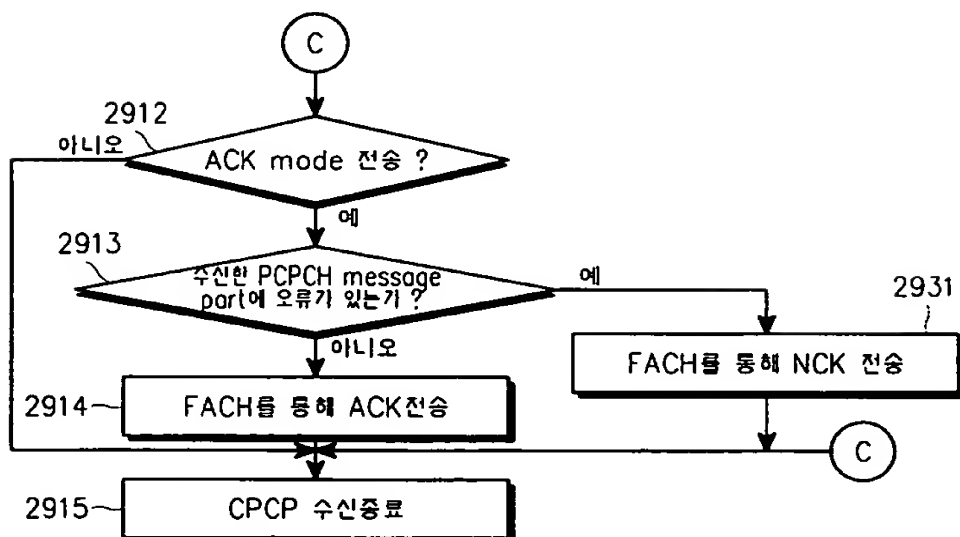 C
2912
아니오
ACK mode 전송 ?
예
2913
수신한 PCPCH message
part에 오류가 있는가 ?
예
2931
아니오
FACH를 통해 NCK 전송
2914
FACH를 통해 ACK전송
C
2915
CPCP 수신종료